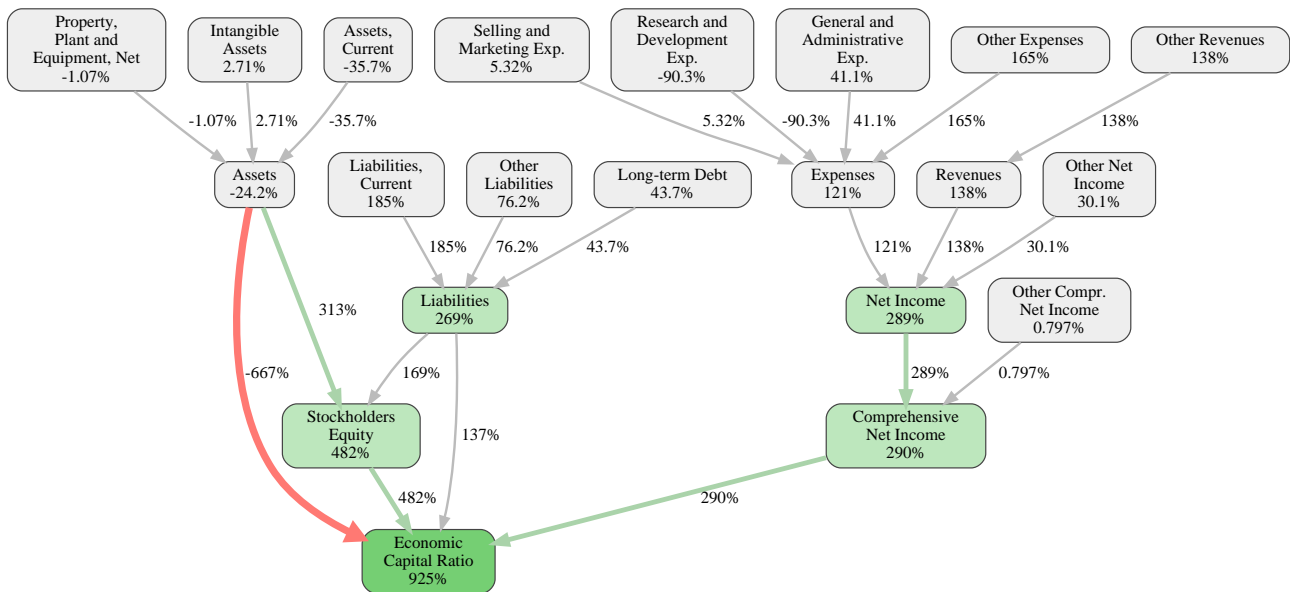 Property,
Plant and
Equipment, Net
-1.07%
Intangible
Assets
2.71%
Assets,
Current
-35.7%
Selling and
Marketing Exp.
5.32%
Research and
Development
Exp.
-90.3%
General and
Administrative
Exp.
41.1%
Other Expenses
165%
Other Revenues
138%
-1.07%
2.71%
-35.7%
5.32%
-90.3%
41.1%
165%
138%
Assets
-24.2%
Liabilities,
Current
185%
Other
Liabilities
76.2%
Long-term Debt
43.7%
Expenses
121%
Revenues
138%
Other Net
Income
30.1%
185%
76.2%
43.7%
121%
138%
30.1%
313%
Liabilities
269%
Net Income
289%
Other Compr.
Net Income
0.797%
-667%
169%
289%
0.797%
Stockholders
Equity
482%
137%
Comprehensive
Net Income
290%
482%
290%
Economic
Capital Ratio
925%